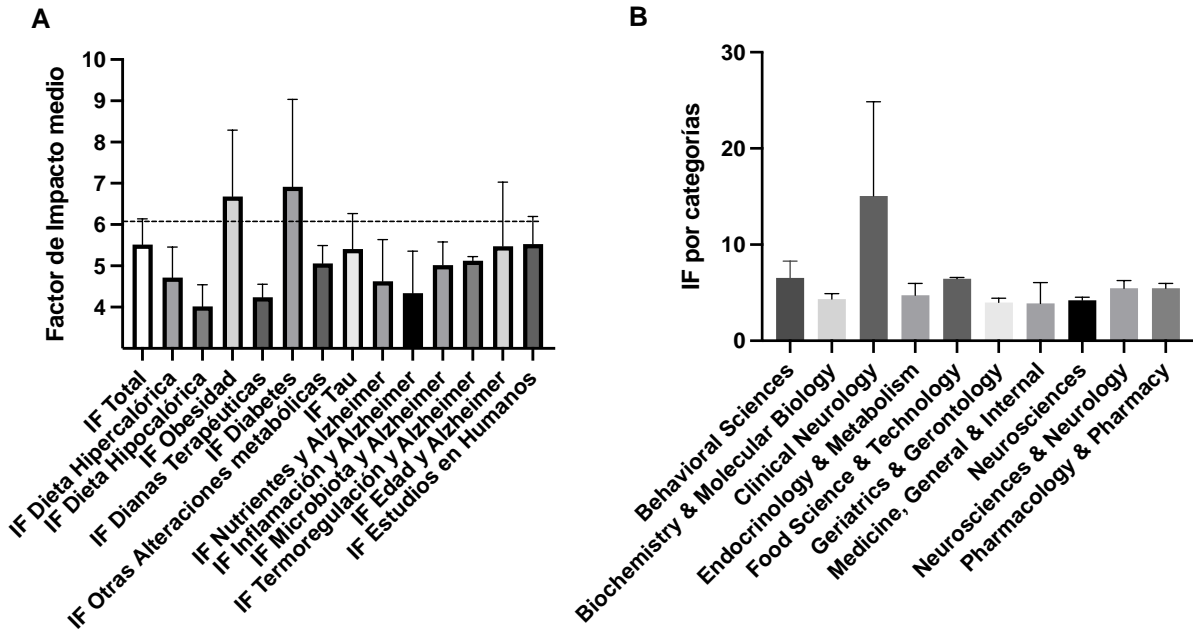 A
Factor de Impacto medio
10
9
8
7
6
5
4
IF Total
IF Dieta Hipercalórica
IF Dieta Hipocalórica
IF Obesidad
IF Dianas Terapéuticas
IF Diabetes
IF Otras Alteraciones metabólicas
IF Tau
IF Nutrientes y Alzheimer
IF Inflamación y Alzheimer
IF Microbiota y Alzheimer
IF Termoregulación y Alzheimer
IF Edad y Alzheimer
IF Estudios en Humanos
B
IF por categorías
30
20
10
0
Behavioral Sciences
Biochemistry & Molecular Biology
Clinical Neurology
Endocrinology & Metabolism
Food Science & Technology
Geriatrics & Gerontology
Medicine, General & Internal
Neurosciences
Neurosciences & Neurology
Pharmacology & Pharmacy